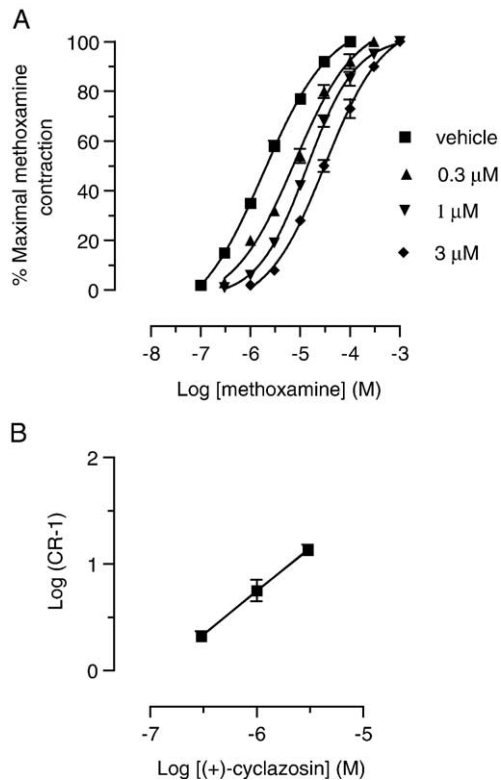 A
% Maximal methoxamine
contraction
100
80
60
40
20
0
-8 -7 -6 -5 -4 -3
Log [methoxamine] (M)
vehicle
0.3 µM
1 µM
3 µM
B
Log (CR-1)
2
1
0
-7 -6 -5
Log [(+)-cyclazosin] (M)